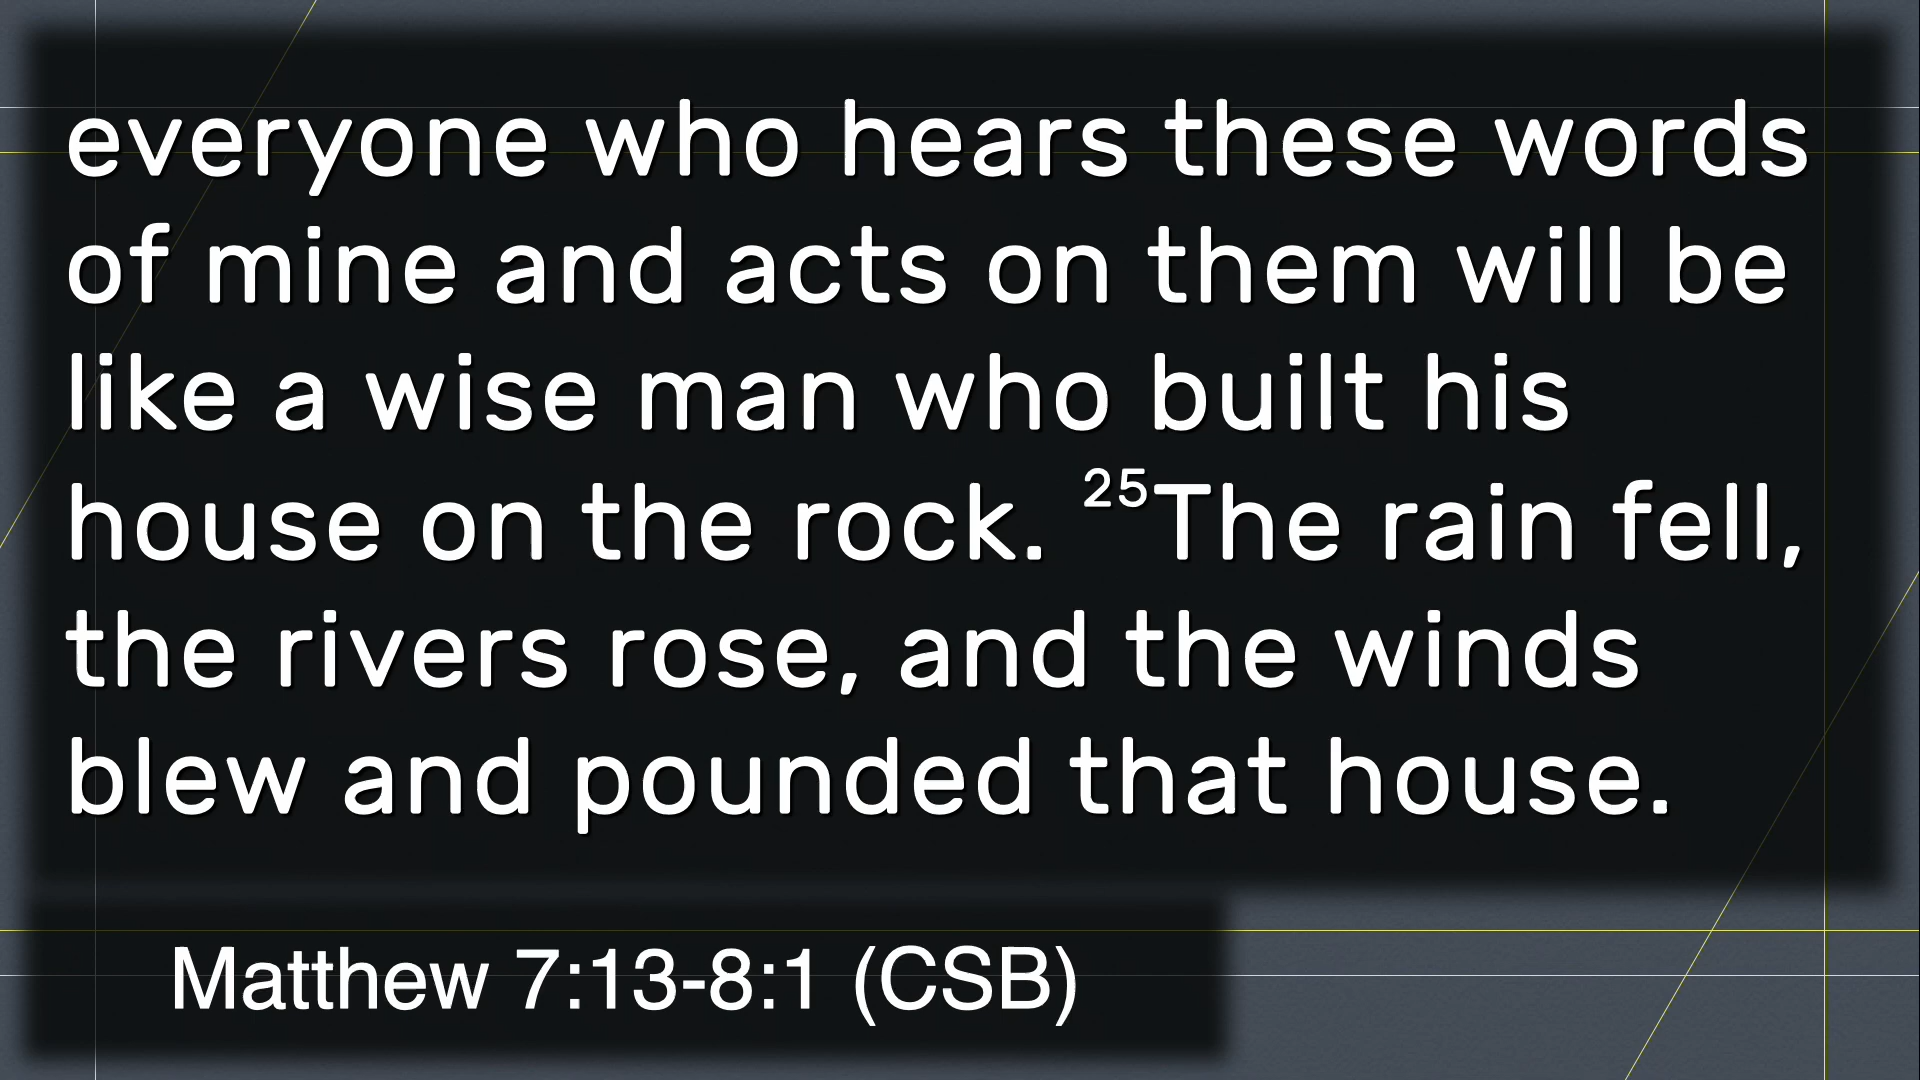 everyone who hears these words
of mine and acts on them will be
like a wise man who built his
house on the rock. ²⁵The rain fell,
the rivers rose, and the winds
blew and pounded that house.
Matthew 7:13-8:1 (CSB)